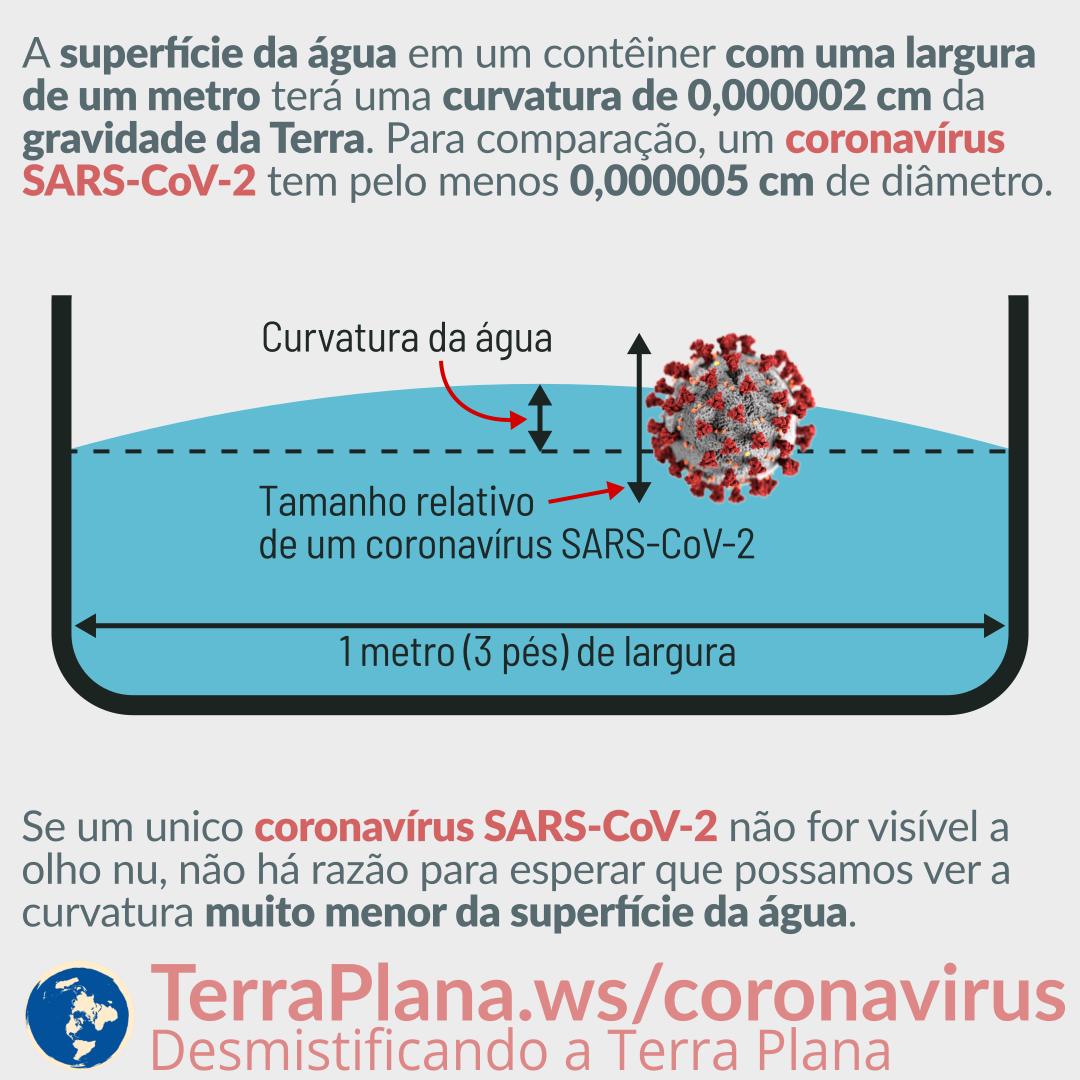 A superfície da água em um contêiner com uma largura
de um metro terá uma curvatura de 0,000002 cm da
gravidade da Terra. Para comparação, um coronavírus
SARS-CoV-2 tem pelo menos 0,000005 cm de diâmetro.
Curvatura da água
Tamanho relativo
de um coronavírus SARS-CoV-2
1 metro (3 pés) de largura
Se um unico coronavírus SARS-CoV-2 não for visível a
olho nu, não há razão para esperar que possamos ver a
curvatura muito menor da superfície da água.
TerraPlana.ws/coronavirus
Desmistificando a Terra Plana